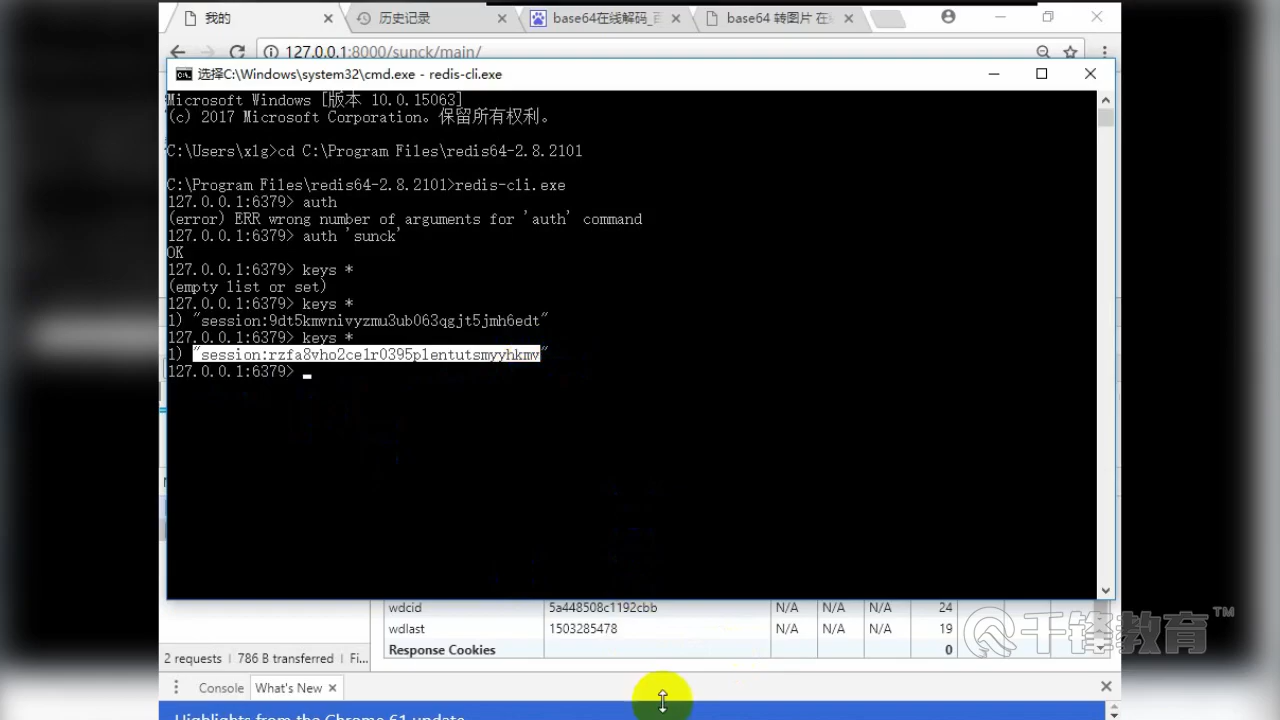 我的
历史记录
base64在线解码_百
base64 转图片 在
127.0.0.1:8000/sunck/main/
选择C:\Windows\system32\cmd.exe - redis-cli.exe
Microsoft Windows [版本 10.0.15063]
(c) 2017 Microsoft Corporation。保留所有权利。
C:\Users\xlg>cd C:\Program Files\redis64-2.8.2101
C:\Program Files\redis64-2.8.2101>redis-cli.exe
127.0.0.1:6379> auth
(error) ERR wrong number of arguments for 'auth' command
127.0.0.1:6379> auth 'sunck'
OK
127.0.0.1:6379> keys *
(empty list or set)
127.0.0.1:6379> keys *
1) "session:9dt5kmvnivyzmu3ub063qgjt5jmh6edt"
127.0.0.1:6379> keys *
1) "session:rzfa8vho2ce1r0395plentutsmyyhkmv"
127.0.0.1:6379>
wdcid 5a448508c1192cbb N/A N/A N/A 24
wdlast 1503285478 N/A N/A N/A 19
Response Cookies 0
千锋教育™
2 requests | 786 B transferred | Fi...
Console What's New
Highlights from the Chrome 61 update